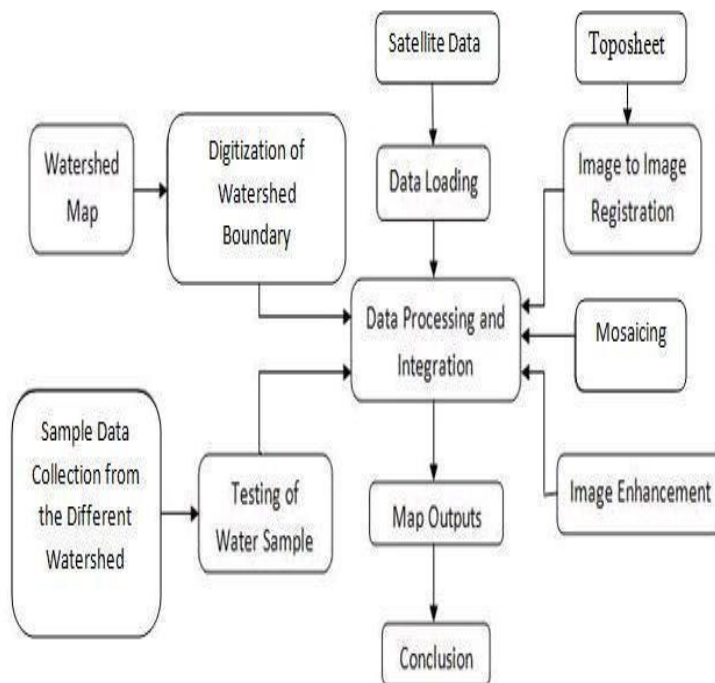 Satellite Data
Toposheet
Watershed
Map
Digitization of
Watershed
Boundary
Data Loading
Image to Image
Registration
Data Processing and
Integration
Mosaicing
Sample Data
Collection from
the Different
Watershed
Testing of
Water Sample
Map Outputs
Image Enhancement
Conclusion